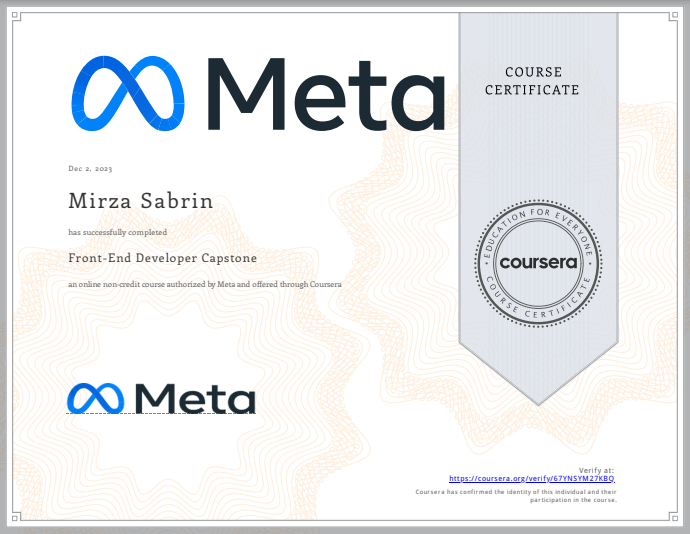 Meta
COURSE
CERTIFICATE
Dec 2, 2023
Mirza Sabrin
has successfully completed
Front-End Developer Capstone
an online non-credit course authorized by Meta and offered through Coursera
EDUCATION FOR EVERYONE
coursera
COURSE CERTIFICATE
Meta
Verify at:
https://coursera.org/verify/67YNSYM27KBQ
Coursera has confirmed the identity of this individual and their
participation in the course.